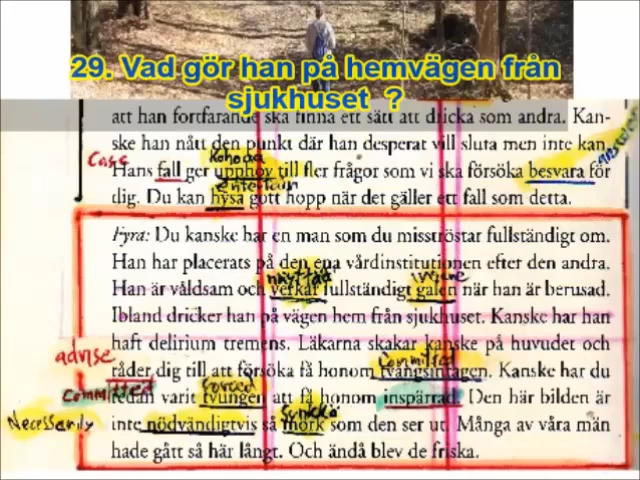 29. Vad gör han på hemvägen från
sjukhuset ?
att han fortfarande ska finna ett sätt att dricka som andra. Kan-
ske han nått den punkt där han desperat vill sluta men inte kan.
Case
Hans fall ger upphov till fler frågor som vi ska försöka besvara för
entertain
dig. Du kan hysa gott hopp när det gäller ett fall som detta.
Fyra: Du kanske har en man som du misströstar fullständigt om.
Han har placerats på den ena vårdinstitutionen efter den andra.
Han är våldsam och verkar fullständigt galen när han är berusad.
Ibland dricker han på vägen hem från sjukhuset. Kanske har han
haft delirium tremens. Läkarna skakar kanske på huvudet och
advise
Committed
råder dig till att försöka få honom tvångsintagen. Kanske har du
Committed
Forced
redan varit tvungen att få honom inspärrad. Den här bilden är
Necessarily
inte nödvändigtvis så mörk som den ser ut. Många av våra män
hade gått så här långt. Och ändå blev de friska.